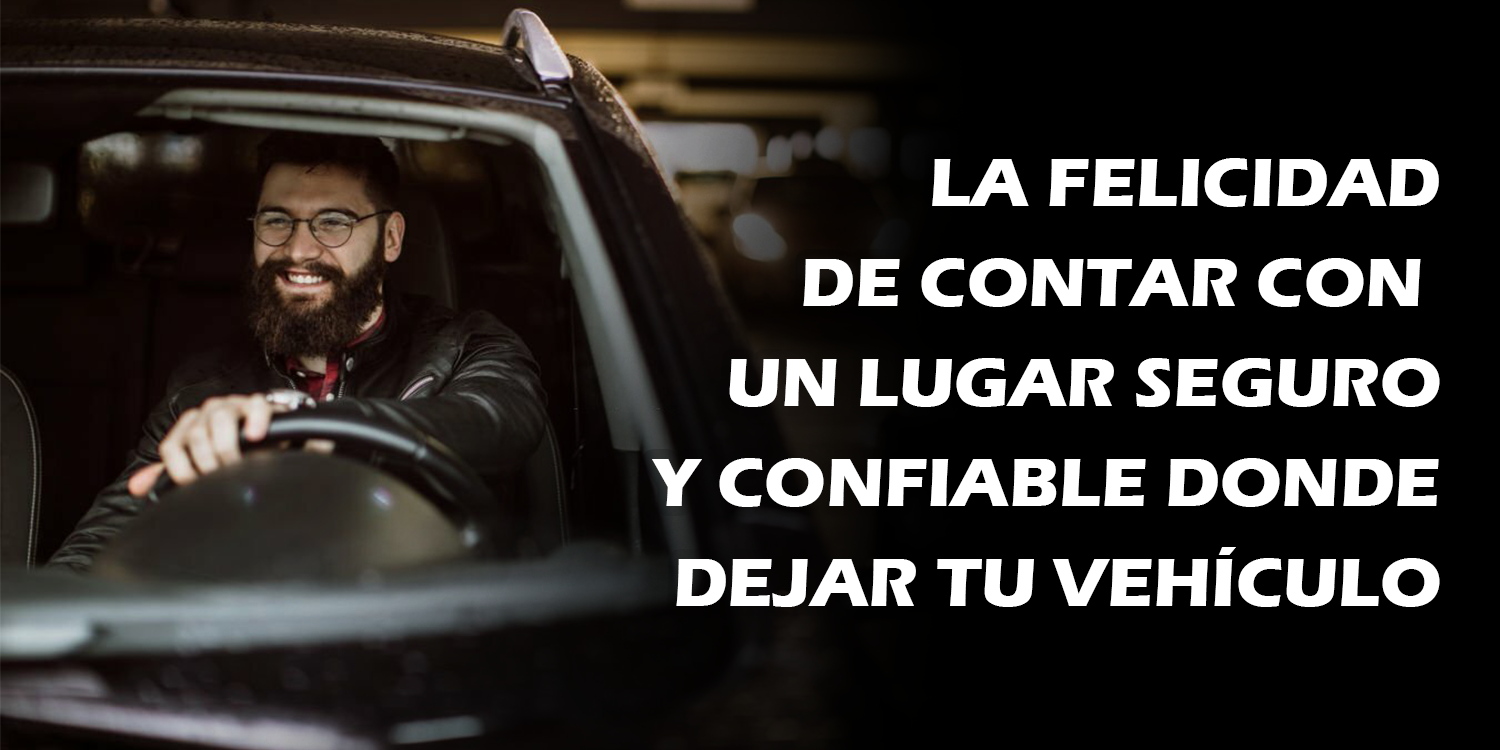 LA FELICIDAD
DE CONTAR CON
UN LUGAR SEGURO
Y CONFIABLE DONDE
DEJAR TU VEHÍCULO